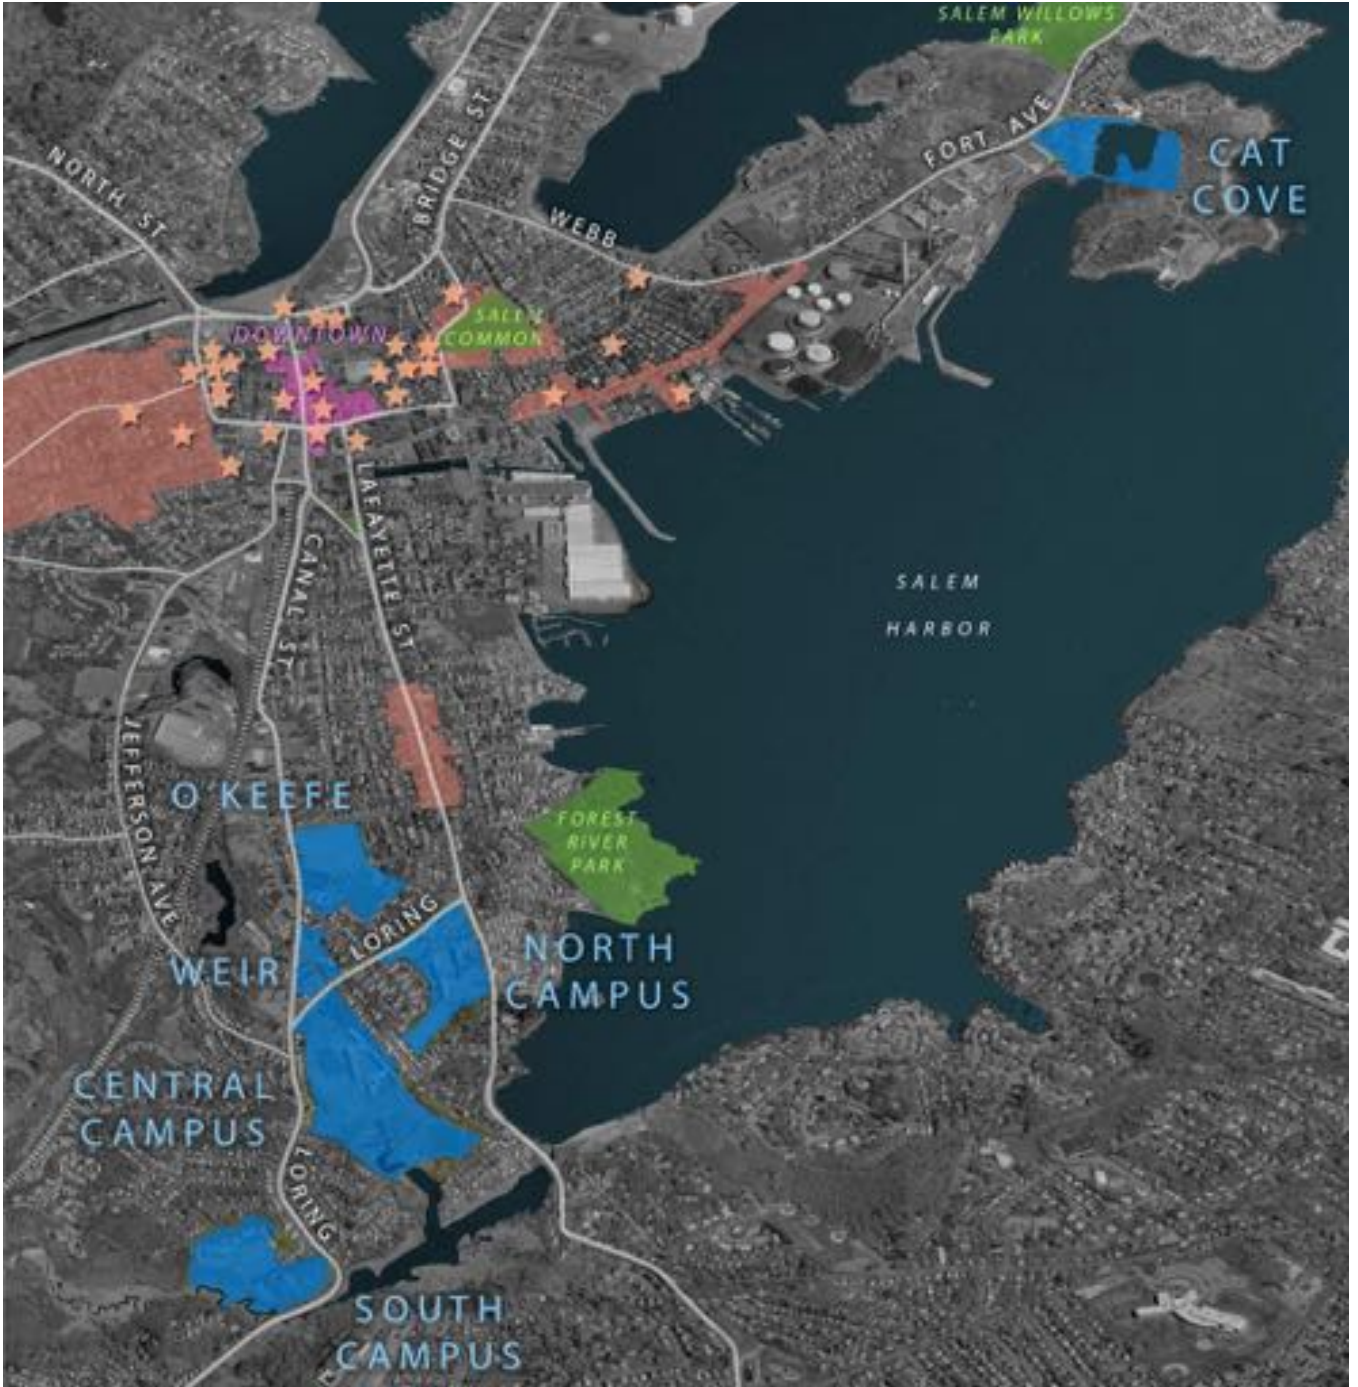 SALEM WILLOWS
PARK
FORT AVE
CAT
COVE
BRIDGE ST
NORTH ST
WEBB
DOWNTOWN
SALEM
COMMON
LAFAYETTE ST
CANAL ST
SALEM
HARBOR
JEFFERSON AVE
O'KEEFE
FOREST
RIVER
PARK
LORING
NORTH
CAMPUS
WEIR
CENTRAL
CAMPUS
LORING
SOUTH
CAMPUS